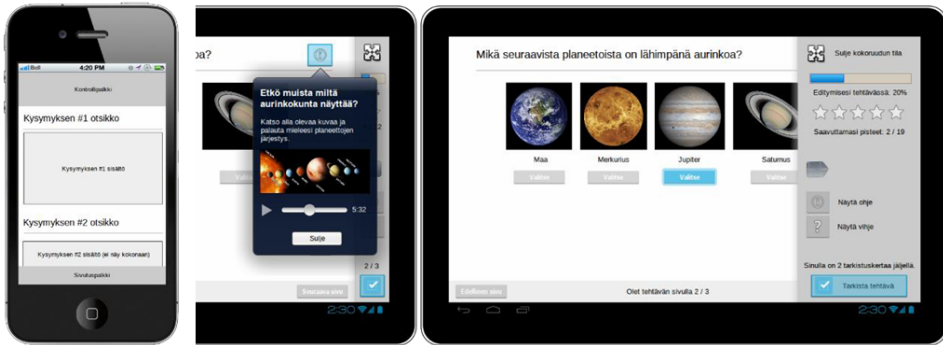 Bell
4:20 PM
Kontrollipalkki
Kysymyksen #1 otsikko
Kysymyksen #1 sisältö
Kysymyksen #2 otsikko
Kysymyksen #2 sisältö (ei näy kokonaan)
Sivutuspalkki
oa?
Etkö muista miltä
aurinkokunta näyttää?
Katso alla olevaa kuvaa ja
palauta mieleesi planeettojen
järjestys.
5:32
Sulje
2 / 3
Seuraava sivu
2:30
Mikä seuraavista planeetoista on lähimpänä aurinkoa?
Maa
Merkurius
Jupiter
Saturnus
Valitse
Valitse
Valitse
Valitse
Sulje kokoruudun tila
Editymisesi tehtävässä: 20%
Saavuttamasi pisteet: 2 / 19
Näytä ohje
?
Näytä vihje
Sinulla on 2 tarkistuskertaa jäljellä.
Tarkista tehtävä
Edellinen sivu
Olet tehtävän sivulla 2 / 3
2:30